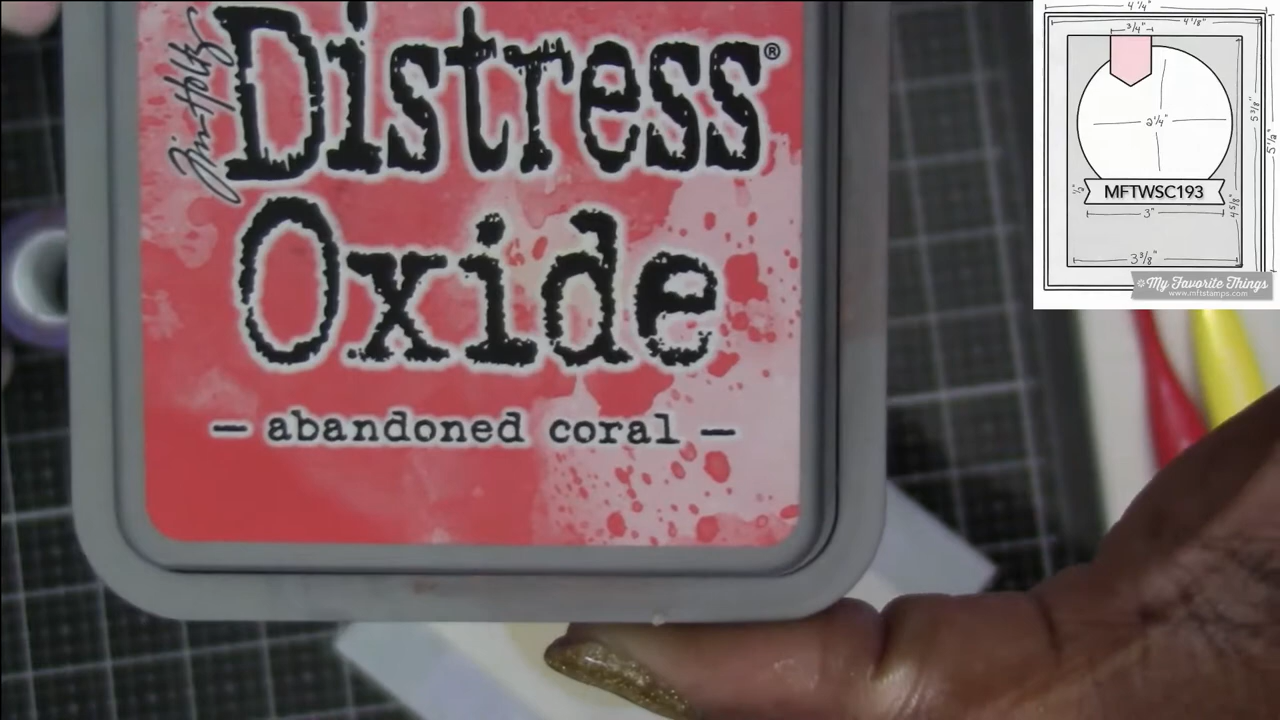 Tim Holtz
Distress®
Oxide
— abandoned coral —
4 1/4"
4 1/8"
3/4"
2 1/4"
5 3/8"
5 1/2"
1/2"
MFTWSC193
4 5/8"
3"
3 3/8"
My Favorite Things
www.mftstamps.com